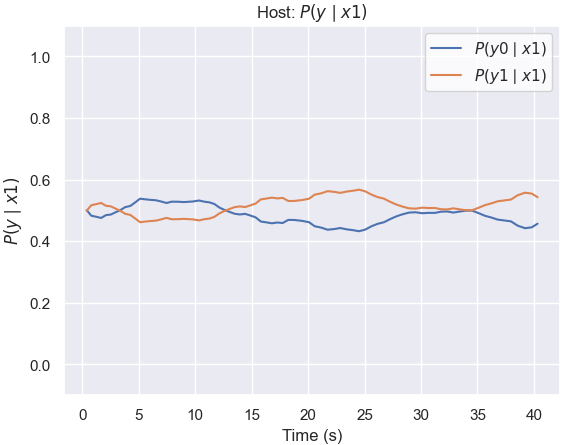 Host: P(y | x1)
P(y0 | x1)
P(y1 | x1)
P(y | x1)
1.0
0.8
0.6
0.4
0.2
0.0
0 5 10 15 20 25 30 35 40
Time (s)